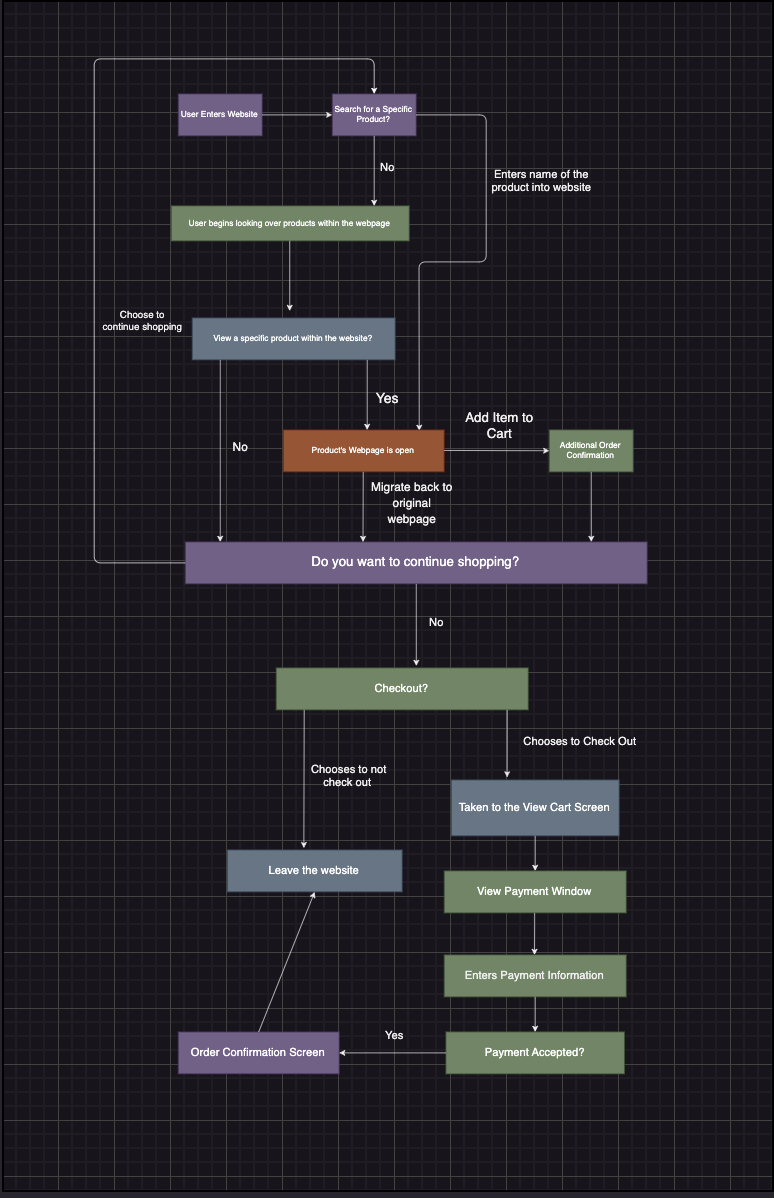 User Enters Website
Search for a Specific
Product?
No
Enters name of the
product into website
User begins looking over products within the webpage
Choose to
continue shopping
View a specific product within the website?
Yes
No
Add Item to
Cart
Product's Webpage is open
Additional Order
Confirmation
Migrate back to
original
webpage
Do you want to continue shopping?
No
Checkout?
Chooses to Check Out
Chooses to not
check out
Taken to the View Cart Screen
Leave the website
View Payment Window
Enters Payment Information
Yes
Order Confirmation Screen
Payment Accepted?